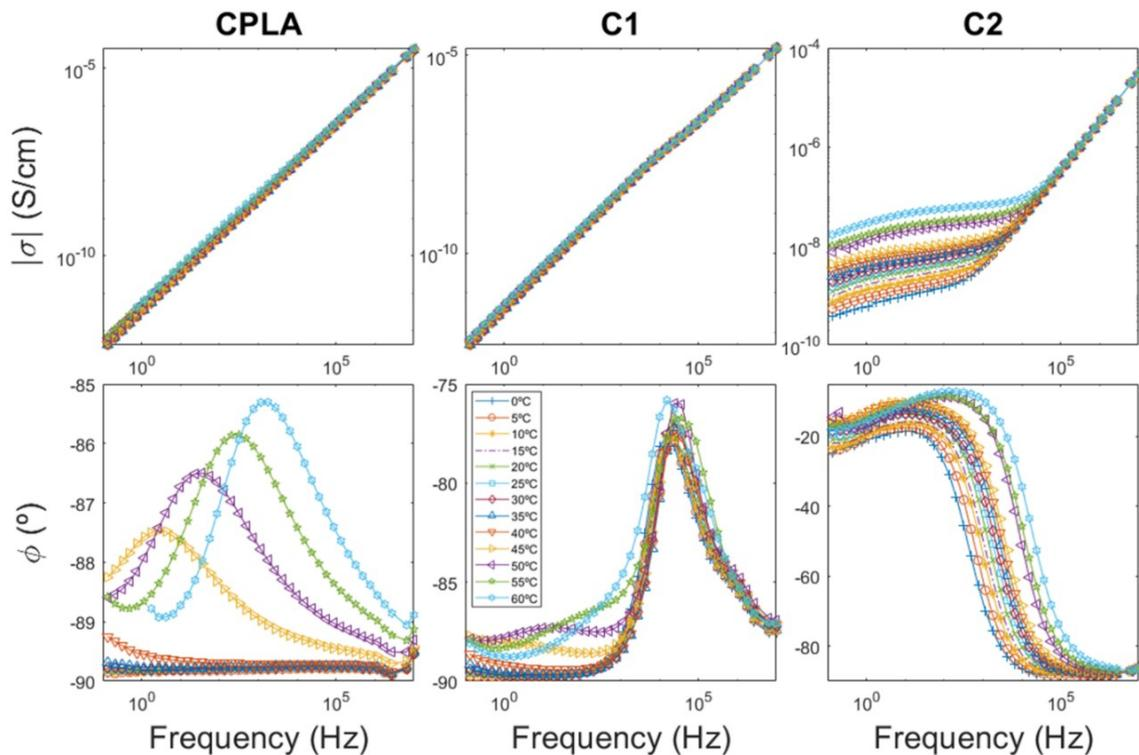 CPLA C1 C2
|σ| (S/cm)
10^-5
10^-10
10^0 10^5
10^-5
10^-10
10^0 10^5
10^-4
10^-6
10^-8
10^-10
10^0 10^5
ϕ (º)
-85
-86
-87
-88
-89
-90
10^0 10^5
Frequency (Hz)
-75
-80
-85
-90
0ºC
5ºC
10ºC
15ºC
20ºC
25ºC
30ºC
35ºC
40ºC
45ºC
50ºC
55ºC
60ºC
10^0 10^5
Frequency (Hz)
-20
-40
-60
-80
10^0 10^5
Frequency (Hz)